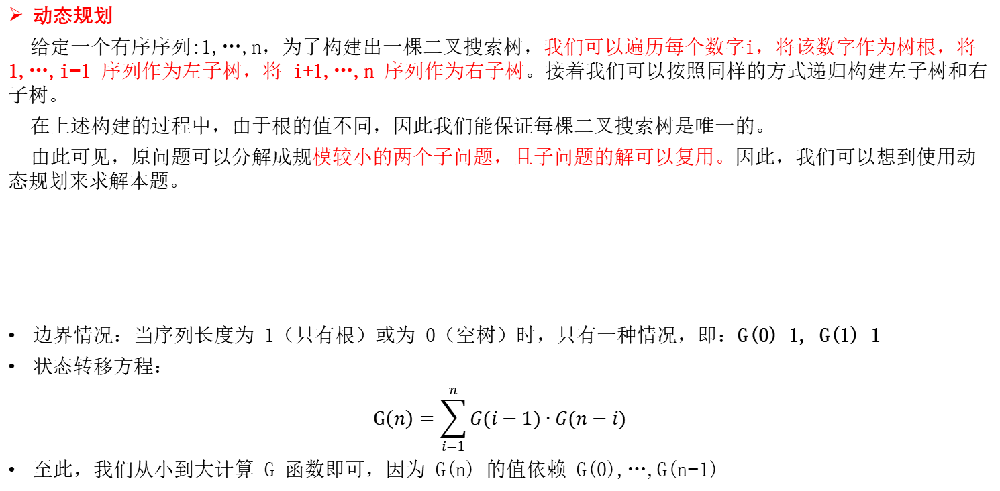 ➢ 动态规划
给定一个有序序列:1,⋯,n，为了构建出一棵二叉搜索树，我们可以遍历每个数字i，将该数字作为树根，将
1,⋯,i-1 序列作为左子树，将 i+1,⋯,n 序列作为右子树。接着我们可以按照同样的方式递归构建左子树和右
子树。
在上述构建的过程中，由于根的值不同，因此我们能保证每棵二叉搜索树是唯一的。
由此可见，原问题可以分解成规模较小的两个子问题，且子问题的解可以复用。因此，我们可以想到使用动
态规划来求解本题。
• 边界情况：当序列长度为 1（只有根）或为 0（空树）时，只有一种情况，即：G(0)=1, G(1)=1
• 状态转移方程：
G(n) = ∑_{i=1}^{n} G(i − 1) · G(n − i)
• 至此，我们从小到大计算 G 函数即可，因为 G(n) 的值依赖 G(0),⋯,G(n-1)